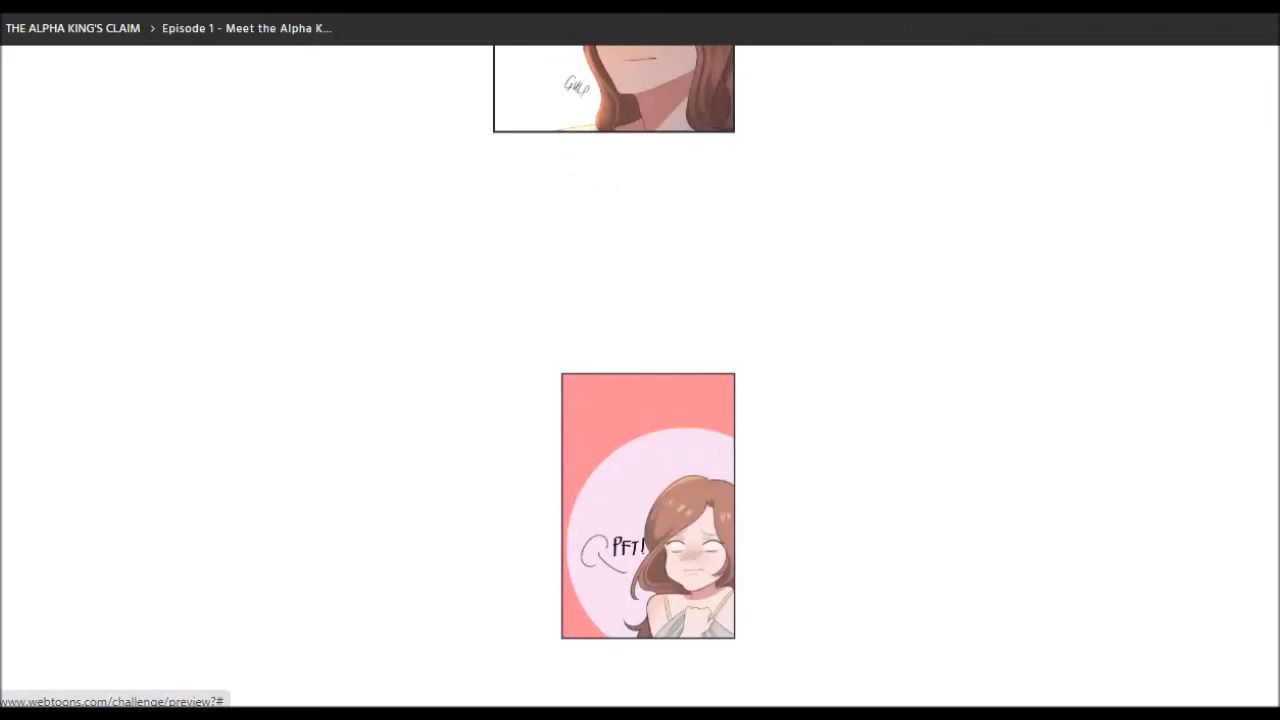 THE ALPHA KING'S CLAIM > Episode 1 - Meet the Alpha K...
GULP
PFT!
www.webtoons.com/challenge/preview?#